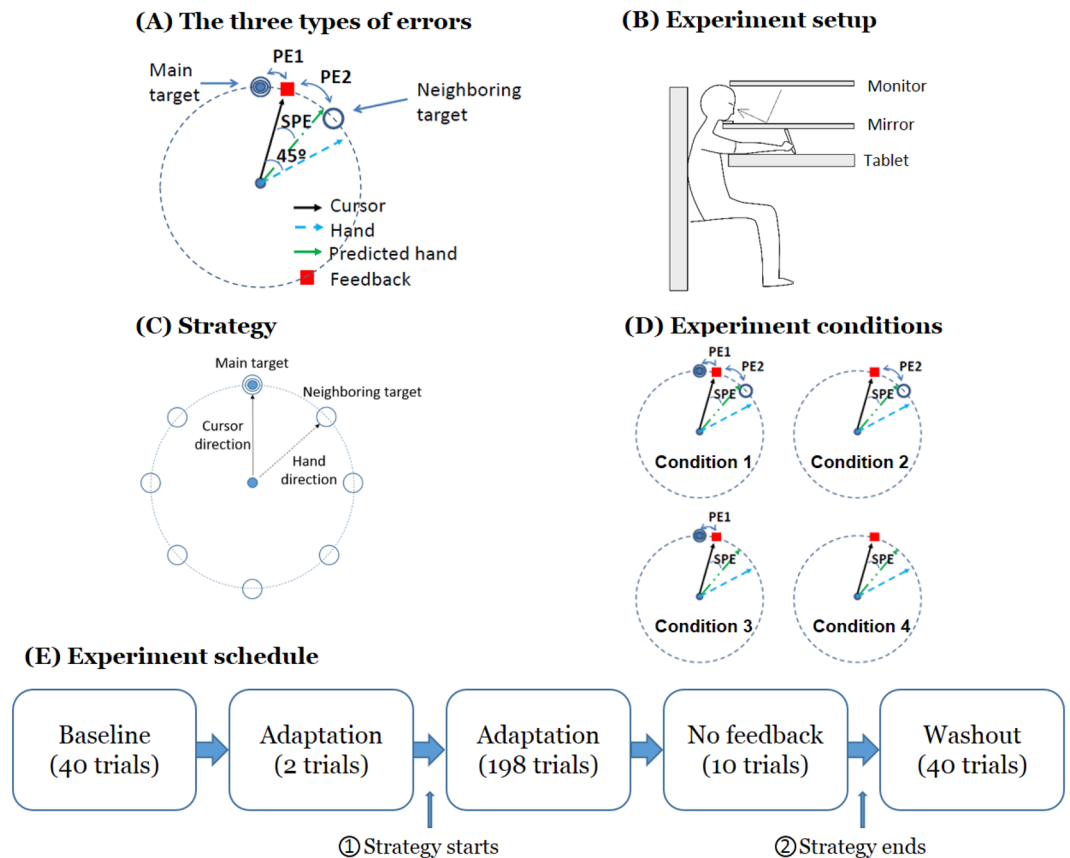 (A) The three types of errors
PE1
PE2
Main
target
Neighboring
target
SPE
45º
Cursor
Hand
Predicted hand
Feedback
(B) Experiment setup
Monitor
Mirror
Tablet
(C) Strategy
Main target
Neighboring target
Cursor
direction
Hand
direction
(D) Experiment conditions
PE1
PE2
SPE
Condition 1
PE2
SPE
Condition 2
PE1
SPE
Condition 3
SPE
Condition 4
(E) Experiment schedule
Baseline
(40 trials)
Adaptation
(2 trials)
Adaptation
(198 trials)
No feedback
(10 trials)
Washout
(40 trials)
① Strategy starts
② Strategy ends